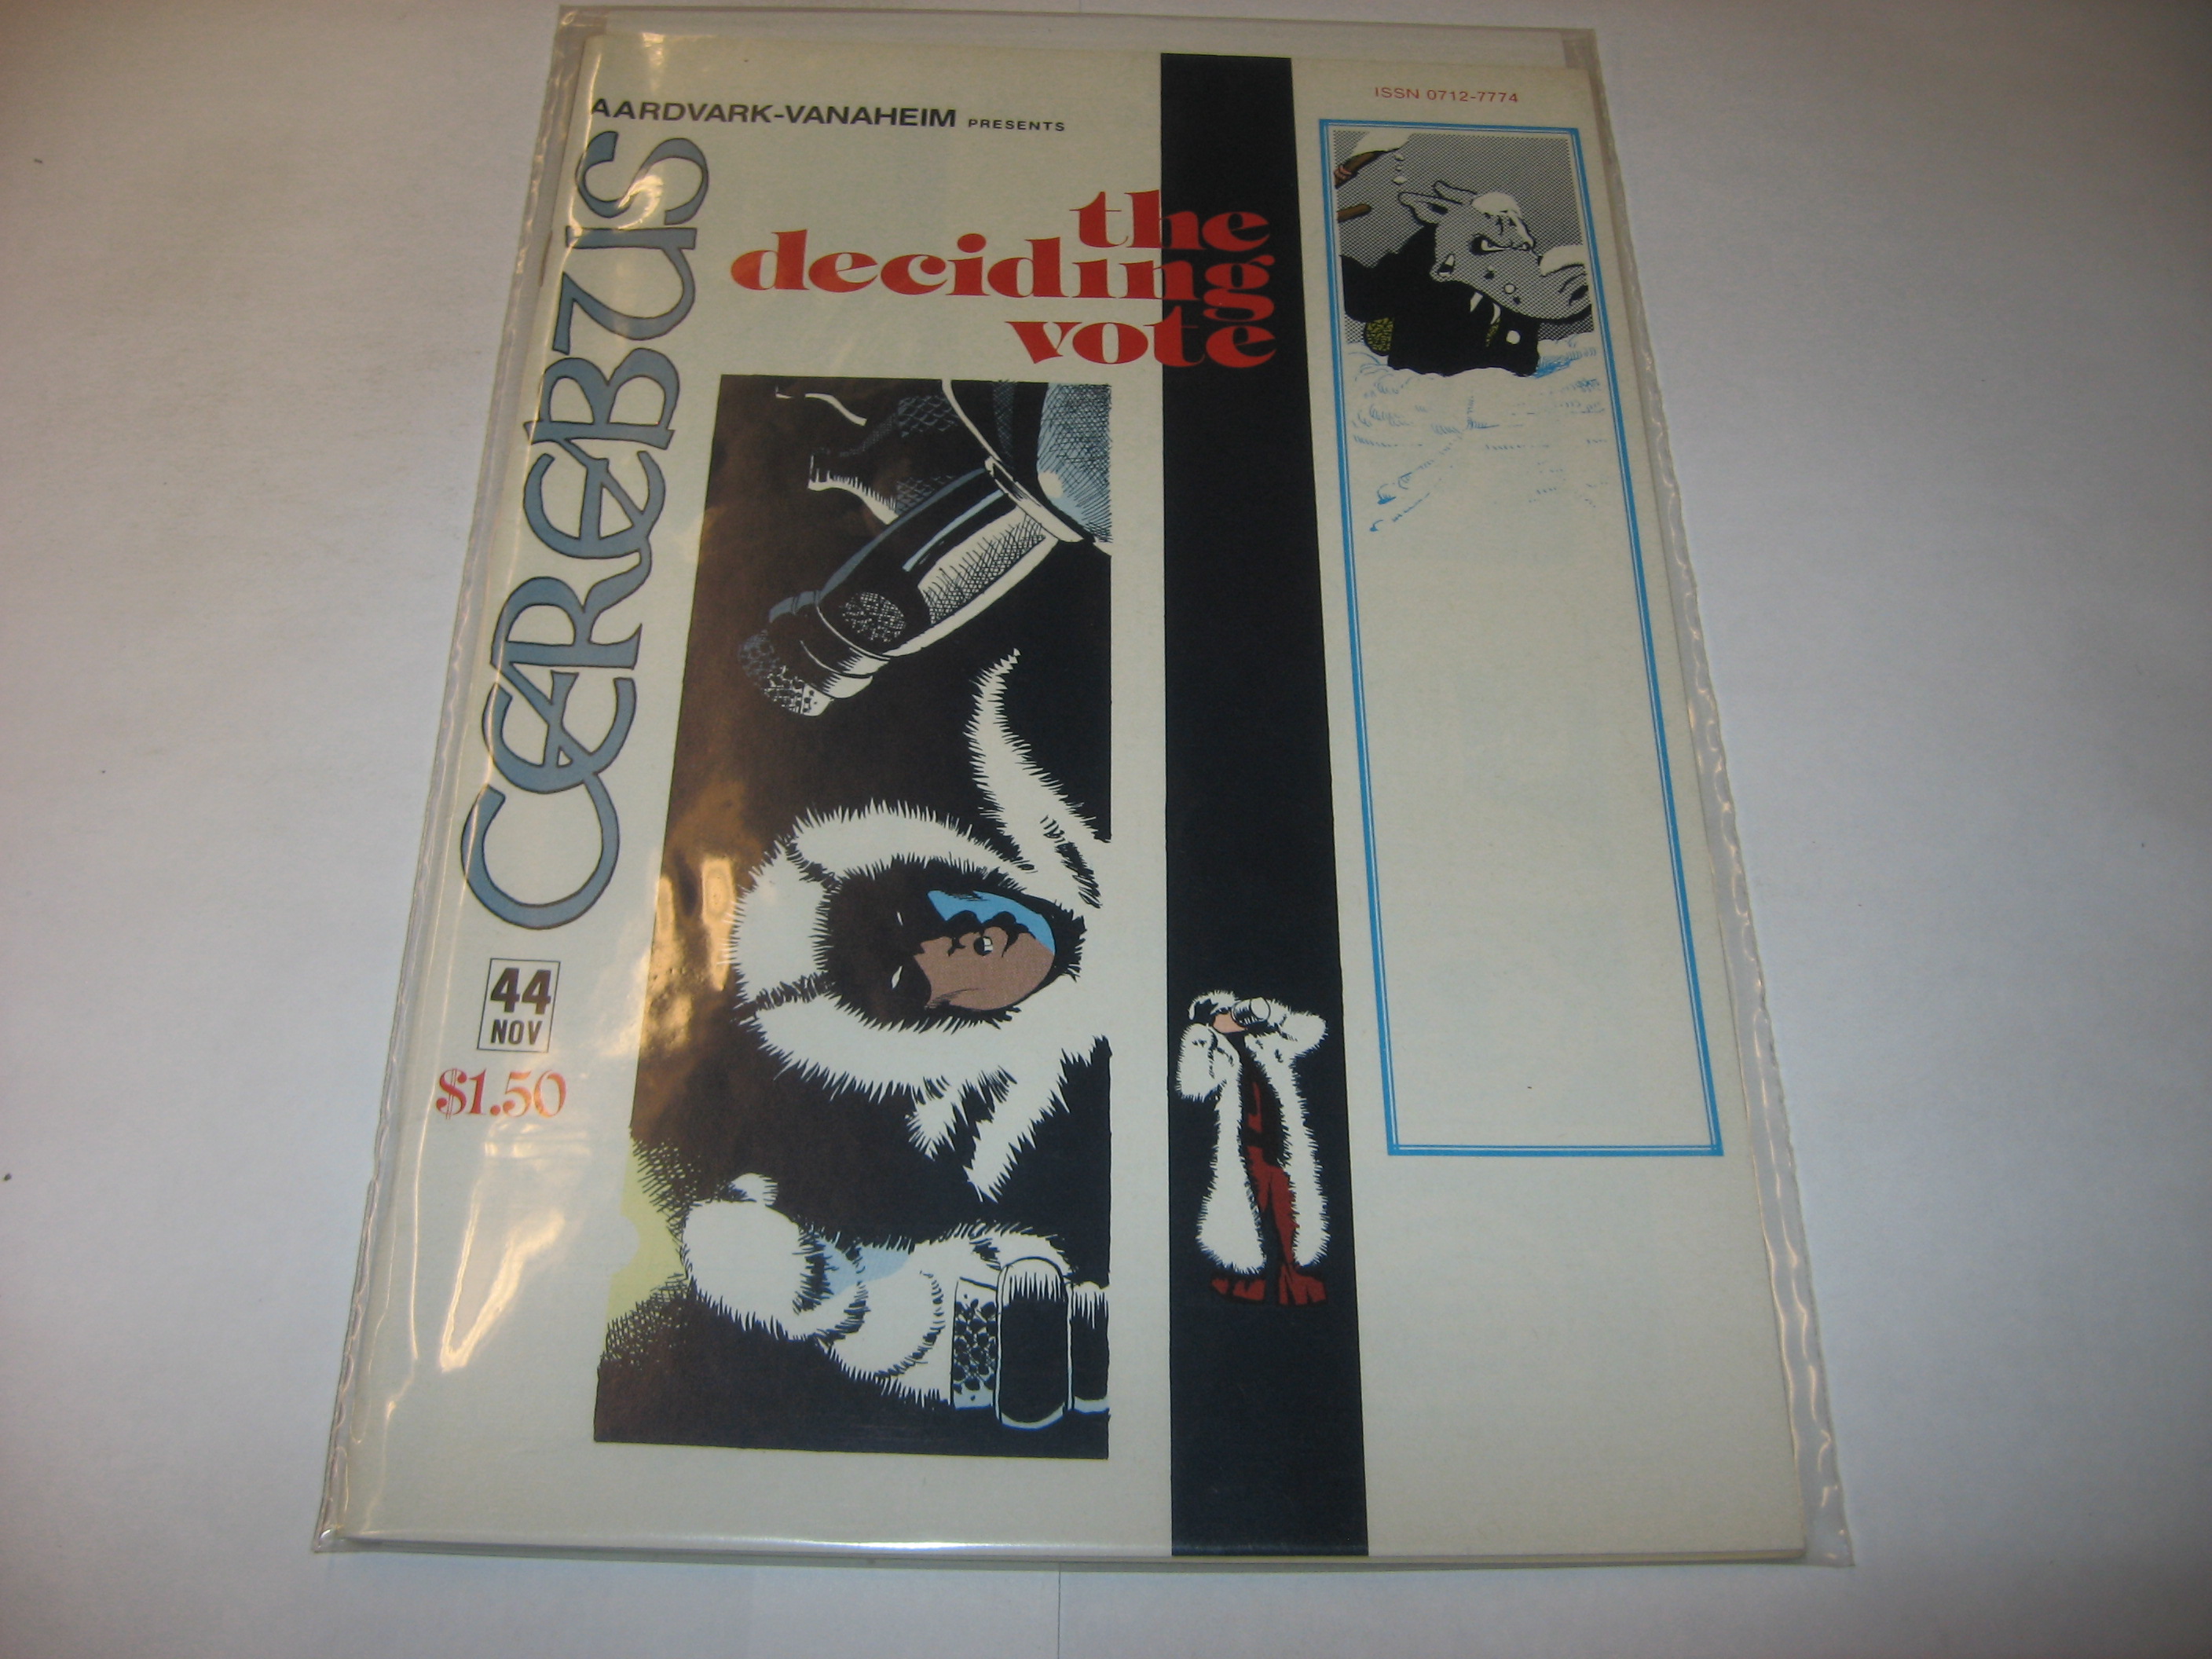 AARDVARK-VANAHEIM PRESENTS
ISSN 0712-7774
CEREBUS
the
deciding
vote
44
NOV
$1.50